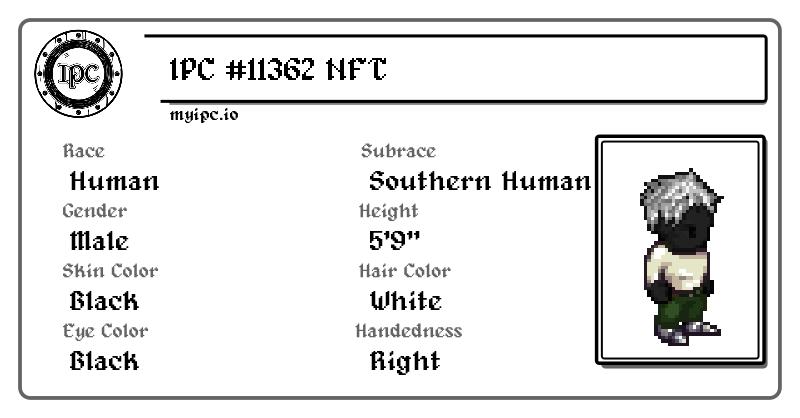 IPC
IPC #11362 NFT
myipc.io
Race
Human
Subrace
Southern Human
Gender
Male
Height
5'9"
Skin Color
Black
Hair Color
White
Eye Color
Black
Handedness
Right